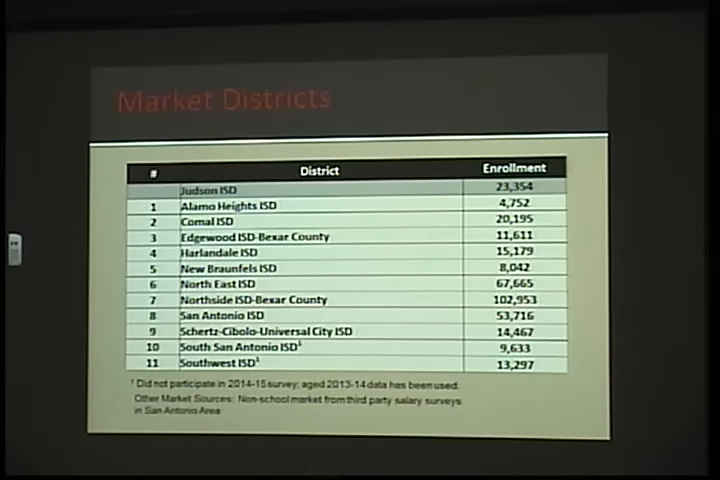 Market Districts
# District Enrollment
Judson ISD 23,354
1 Alamo Heights ISD 4,752
2 Comal ISD 20,195
3 Edgewood ISD-Bexar County 11,611
4 Harlandale ISD 15,179
5 New Braunfels ISD 8,042
6 North East ISD 67,665
7 Northside ISD-Bexar County 102,953
8 San Antonio ISD 53,716
9 Schertz-Cibolo-Universal City ISD 14,467
10 South San Antonio ISD¹ 9,633
11 Southwest ISD¹ 13,297
¹ Did not participate in 2014-15 survey; aged 2013-14 data has been used.
Other Market Sources: Non-school market from third party salary surveys
in San Antonio Area